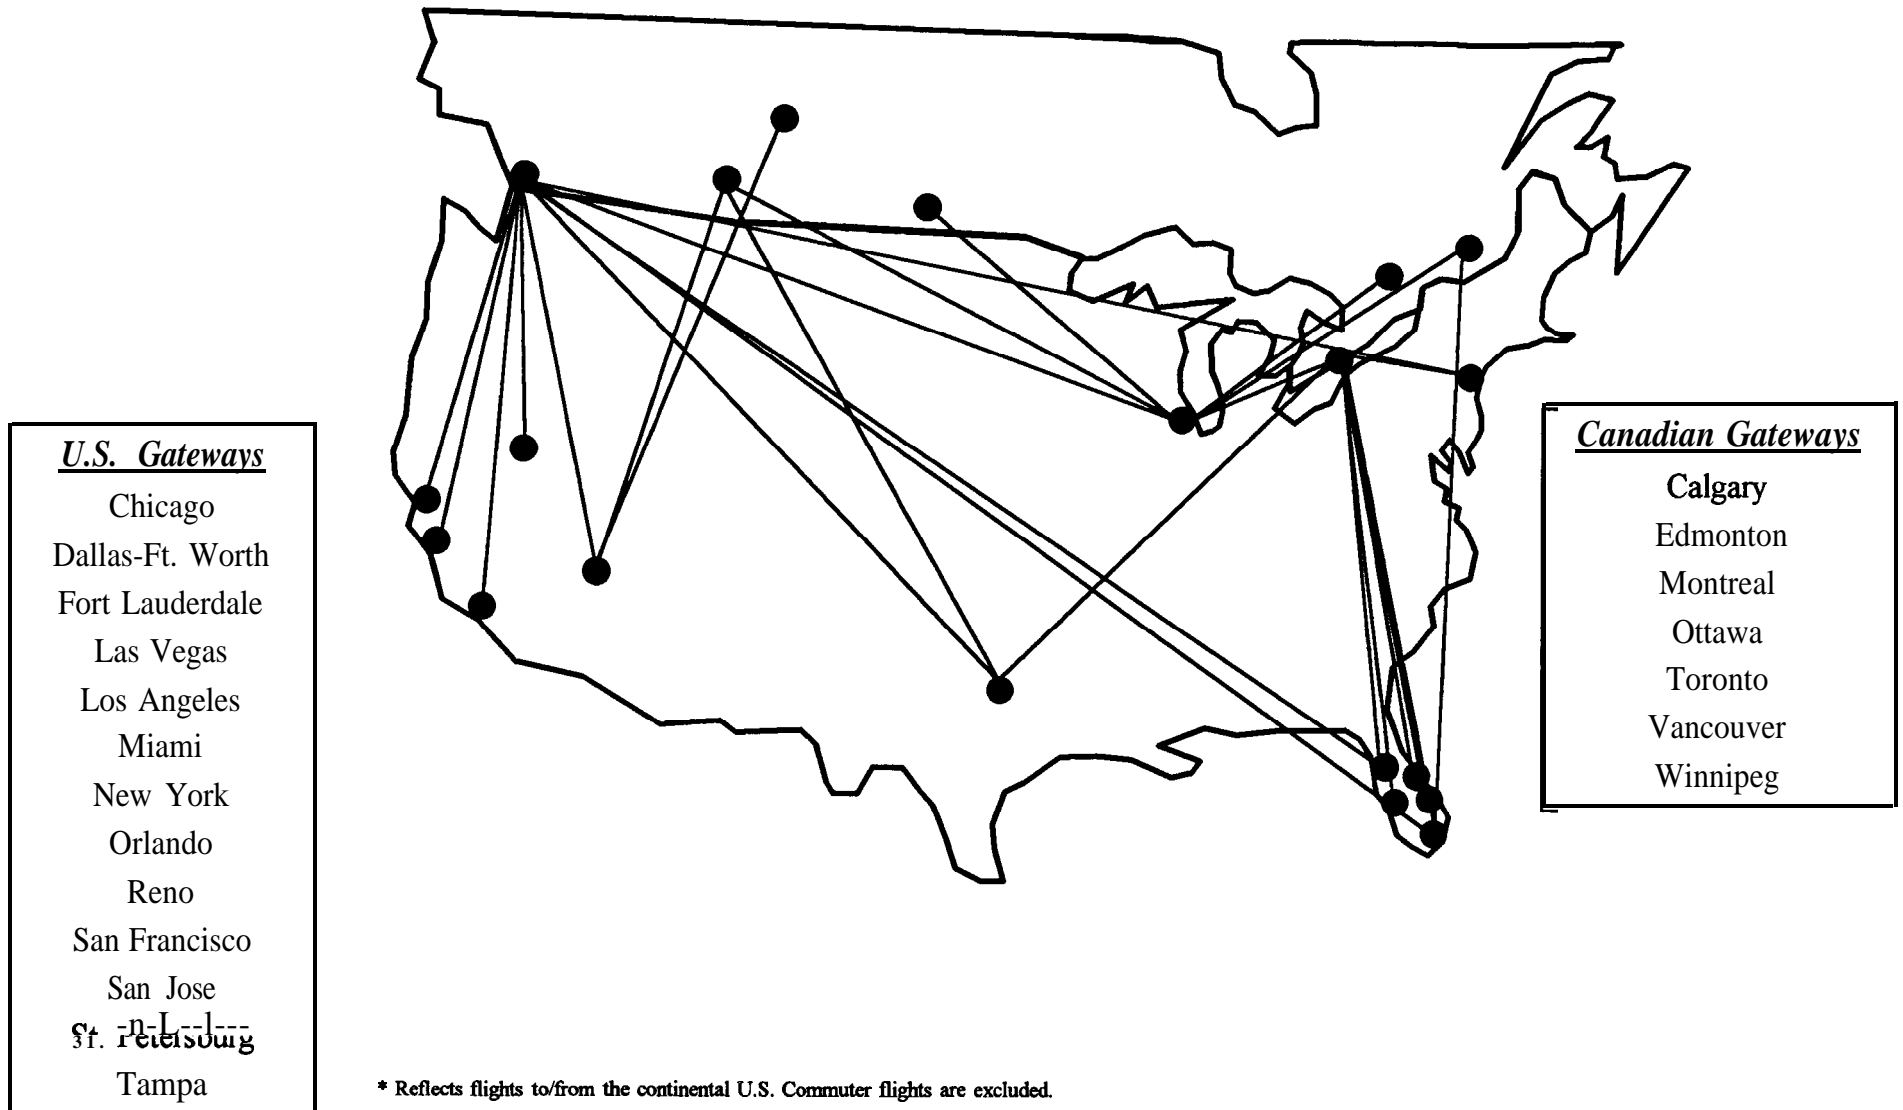 U.S. Gateways
Chicago
Dallas-Ft. Worth
Fort Lauderdale
Las Vegas
Los Angeles
Miami
New York
Orlando
Reno
San Francisco
San Jose
St. Petersburg
Tampa
Canadian Gateways
Calgary
Edmonton
Montreal
Ottawa
Toronto
Vancouver
Winnipeg
* Reflects flights to/from the continental U.S. Commuter flights are excluded.